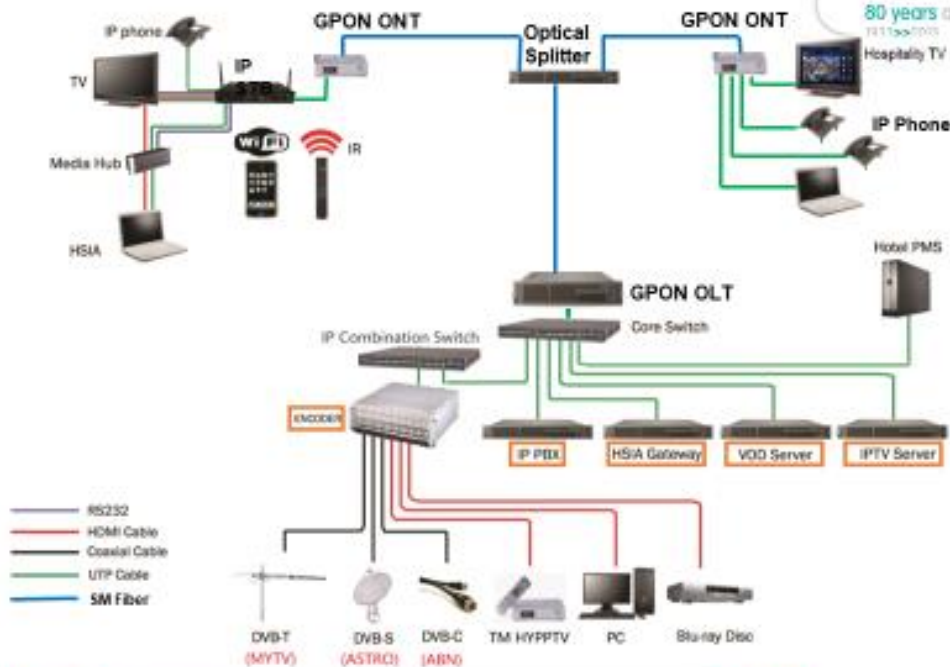 80 years
GPON ONT
GPON ONT
IP phone
Optical
Splitter
Hospitality TV
TV
IP
STB
IP Phone
WiFi
IR
Media Hub
HSIA
Hotel PMS
GPON OLT
Core Switch
IP Combination Switch
ENCODER
IP PBX
HSIA Gateway
VOD Server
IPTV Server
RS232
HDMI Cable
Coaxial Cable
UTP Cable
SM Fiber
DVB-T
(MYTV)
DVB-S
(ASTRO)
DVB-C
(ABN)
TM HYPPTV
PC
Blu-ray Disc